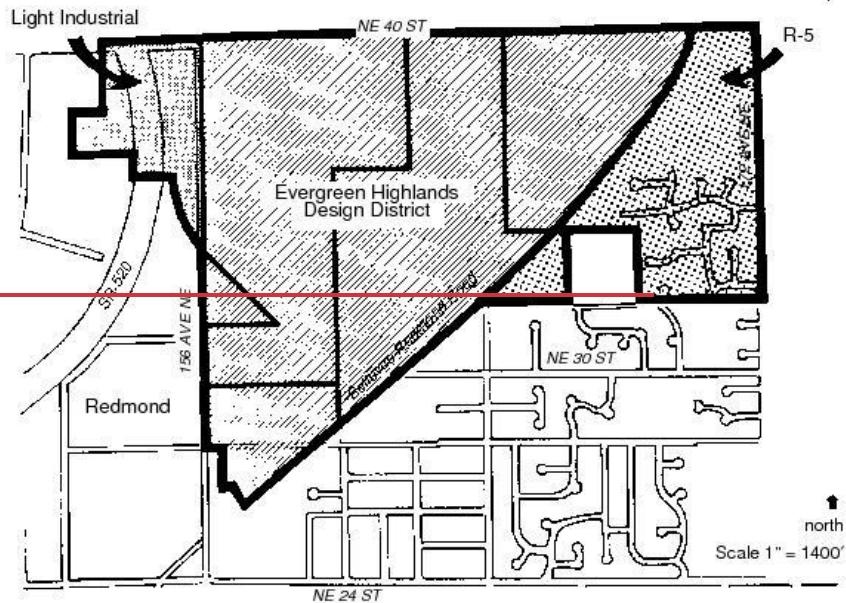 Light Industrial
NE 40 ST
R-5
Evergreen Highlands
Design District
SR 520
156 AVE NE
NE 30 ST
Redmond
north
Scale 1" = 1400'
NE 24 ST